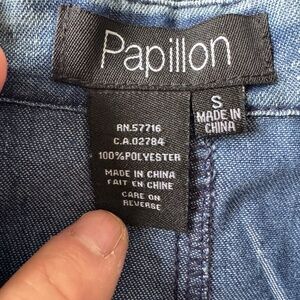 Papillon
S
MADE IN
CHINA
RN.57716
C.A.02784
100%POLYESTER
MADE IN CHINA
FAIT EN CHINE
CARE ON
REVERSE